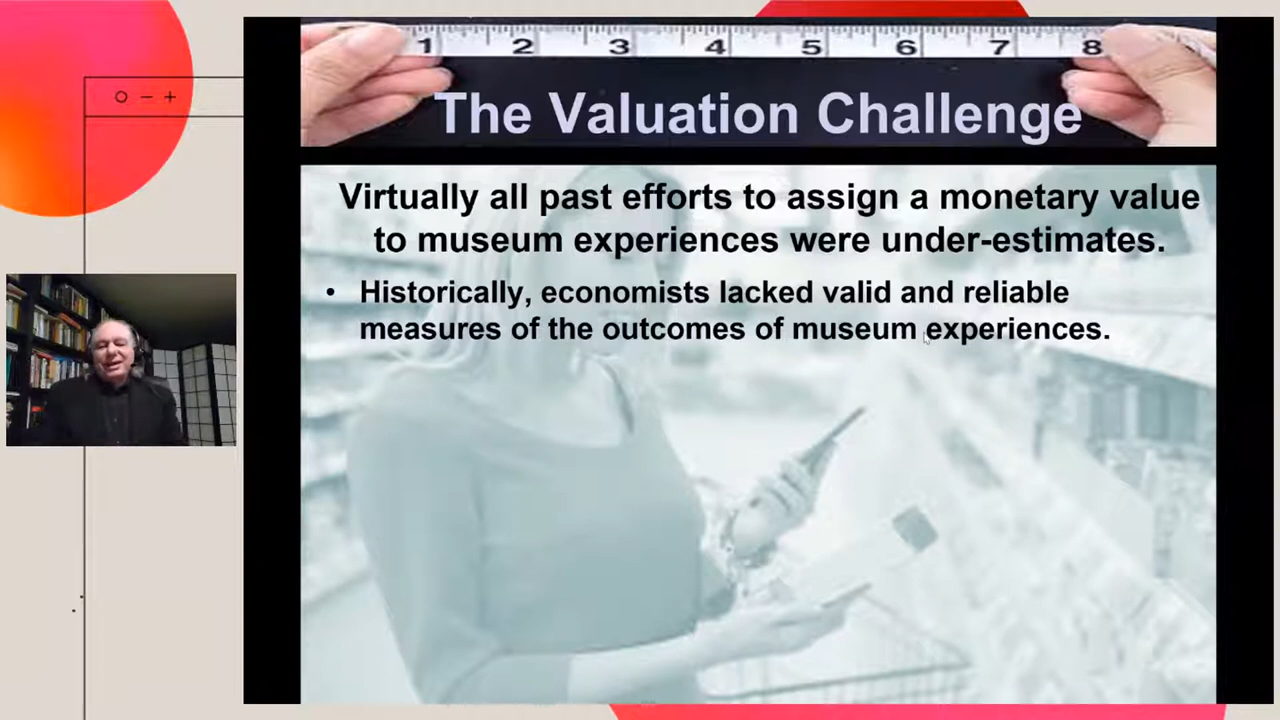 1 2 3 4 5 6 7 8
The Valuation Challenge
Virtually all past efforts to assign a monetary value
to museum experiences were under-estimates.
• Historically, economists lacked valid and reliable
measures of the outcomes of museum experiences.